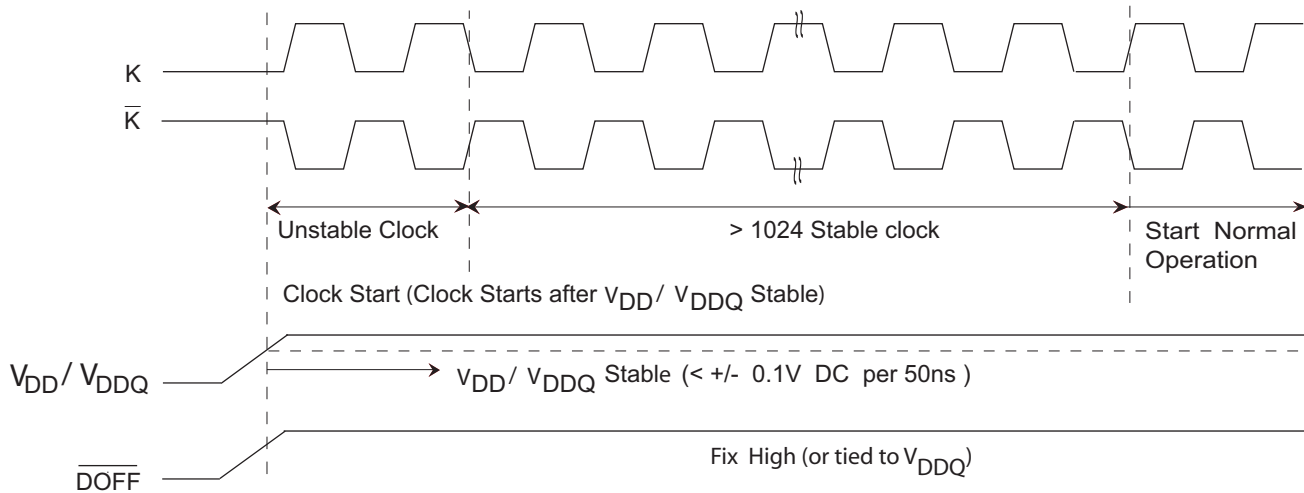 K
K̅
Unstable Clock
> 1024 Stable clock
Start Normal
Operation
Clock Start (Clock Starts after VDD / VDDQ Stable)
VDD / VDDQ
VDD / VDDQ Stable (< +/- 0.1V DC per 50ns )
Fix High (or tied to VDDQ)
D̅O̅F̅F̅